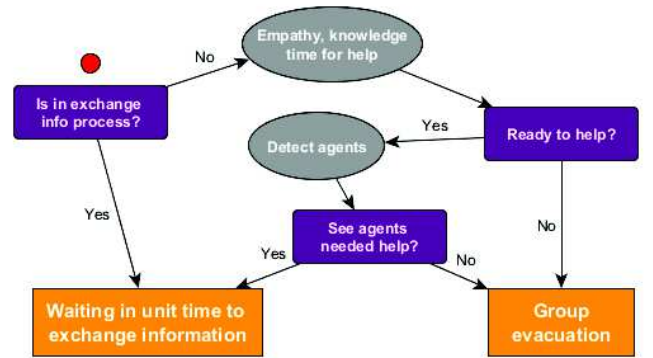 Empathy, knowledge
time for help
No
Is in exchange
info process?
Yes
Ready to help?
Detect agents
Yes
See agents
needed help?
No
Yes
No
Waiting in unit time to
exchange information
Group
evacuation